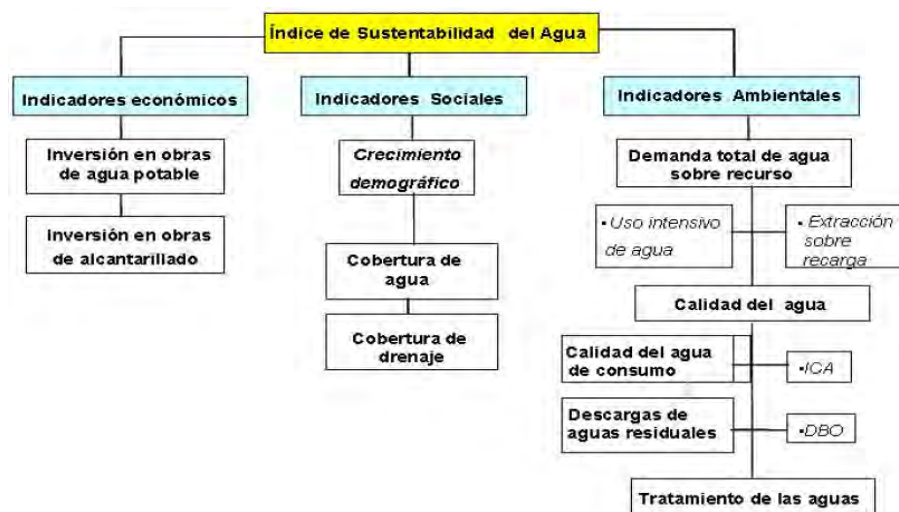 Índice de Sustentabilidad del Agua
Indicadores económicos
Inversión en obras
de agua potable
Inversión en obras
de alcantarillado
Indicadores Sociales
Crecimiento
demográfico
Cobertura de
agua
Cobertura de
drenaje
Indicadores Ambientales
Demanda total de agua
sobre recurso
▪Uso intensivo
de agua
▪Extracción
sobre
recarga
Calidad del agua
Calidad del agua
de consumo
▪ICA
Descargas de
aguas residuales
▪DBO
Tratamiento de las aguas